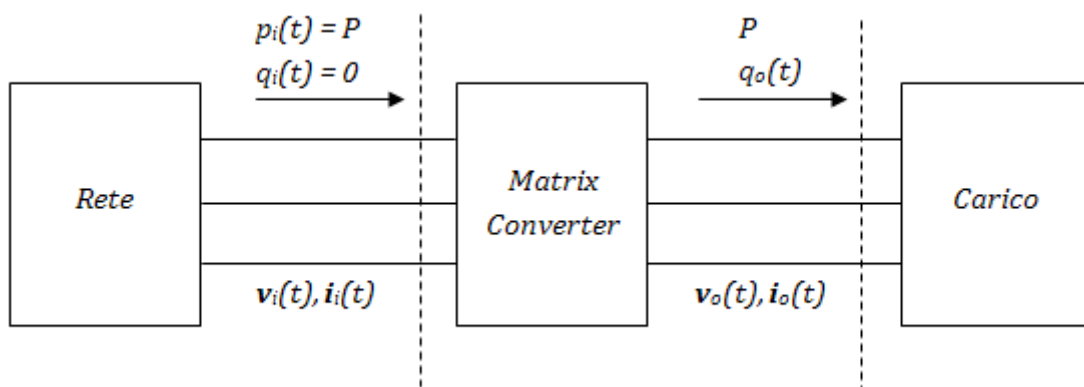 pi(t) = P
qi(t) = 0
P
qo(t)
Rete
Matrix
Converter
Carico
vi(t), ii(t)
vo(t), io(t)